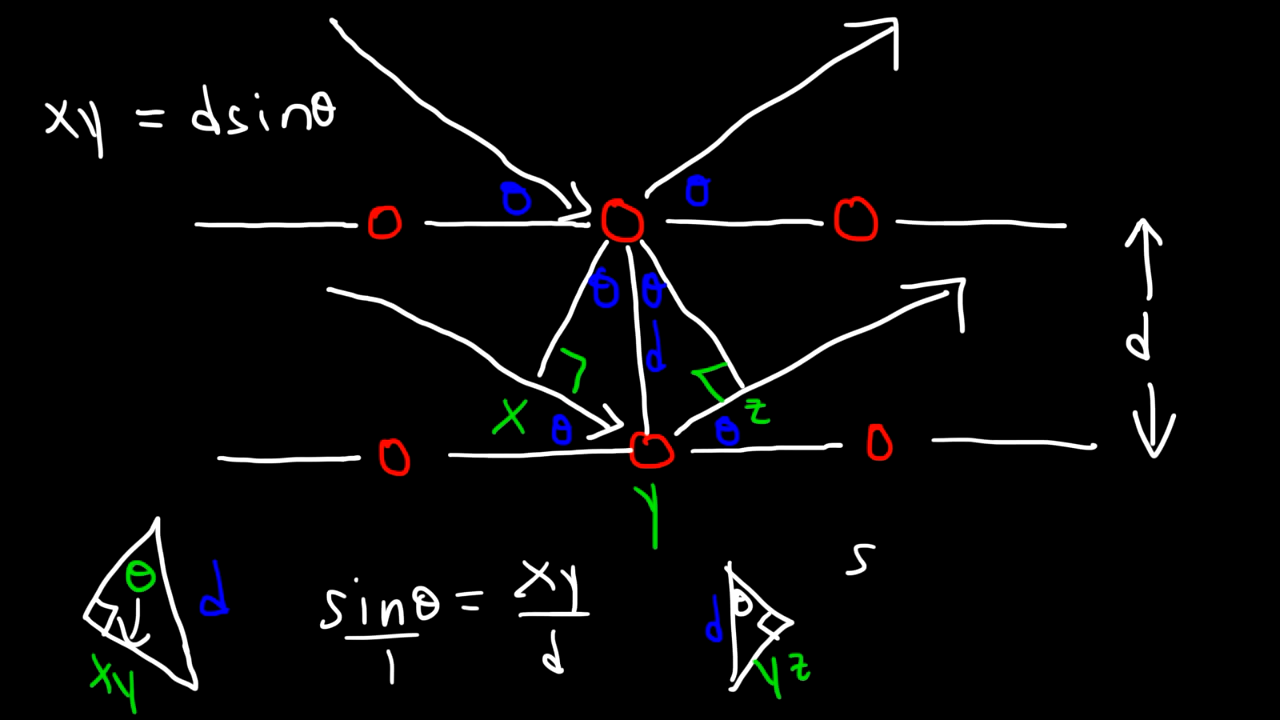 xy = dsinθ
θ θ
θ θ
d
d
x θ θ z
y
θ d
xy
sinθ/1 = xy/d
d θ
yz
s